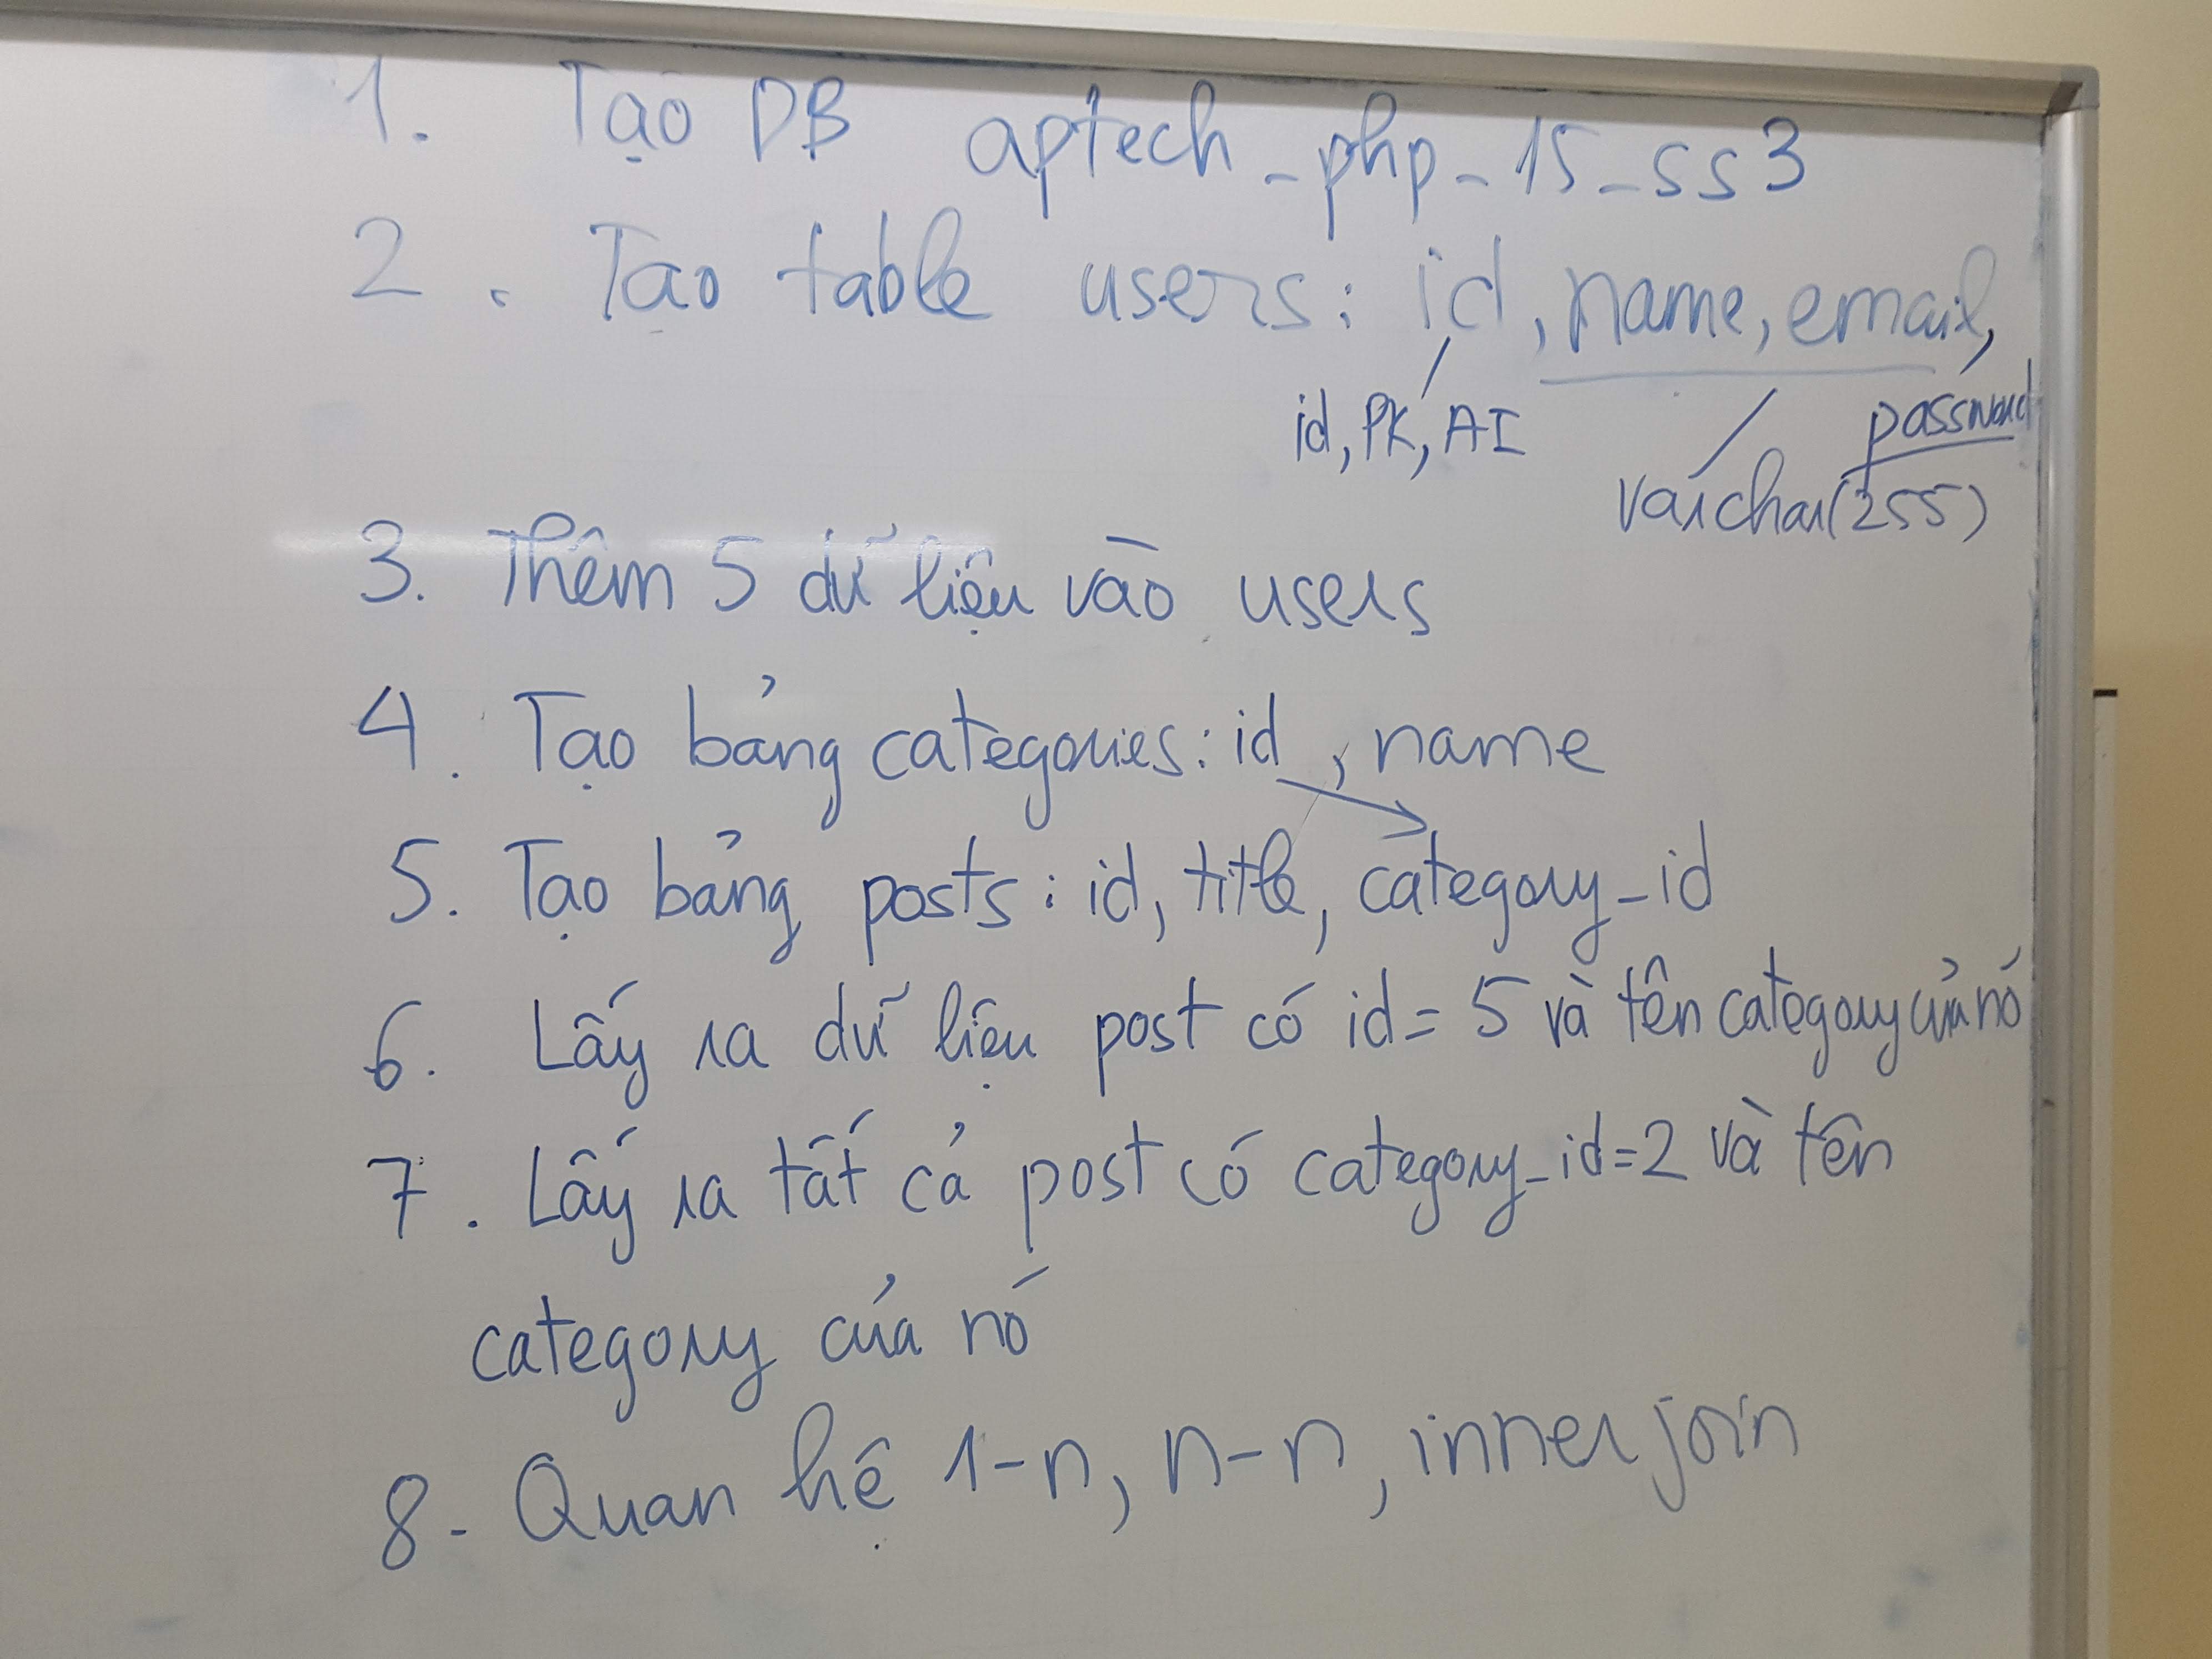 1. Tạo DB aptech_php_15_ss3
2. Tạo table users: id, name, email,
password
id, PK, AI
varchar(255)
3. Thêm 5 dữ liệu vào users
4. Tạo bảng categories: id, name
5. Tạo bảng posts: id, title, category_id
6. Lấy ra dữ liệu post có id = 5 và tên category của nó
7. Lấy ra tất cả post có category_id=2 và tên
category của nó
8- Quan hệ 1-n, n-n, inner join